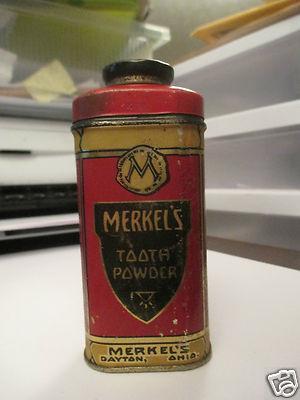 M
MERKEL'S
TOOTH
POWDER
MERKEL'S
DAYTON, OHIO.